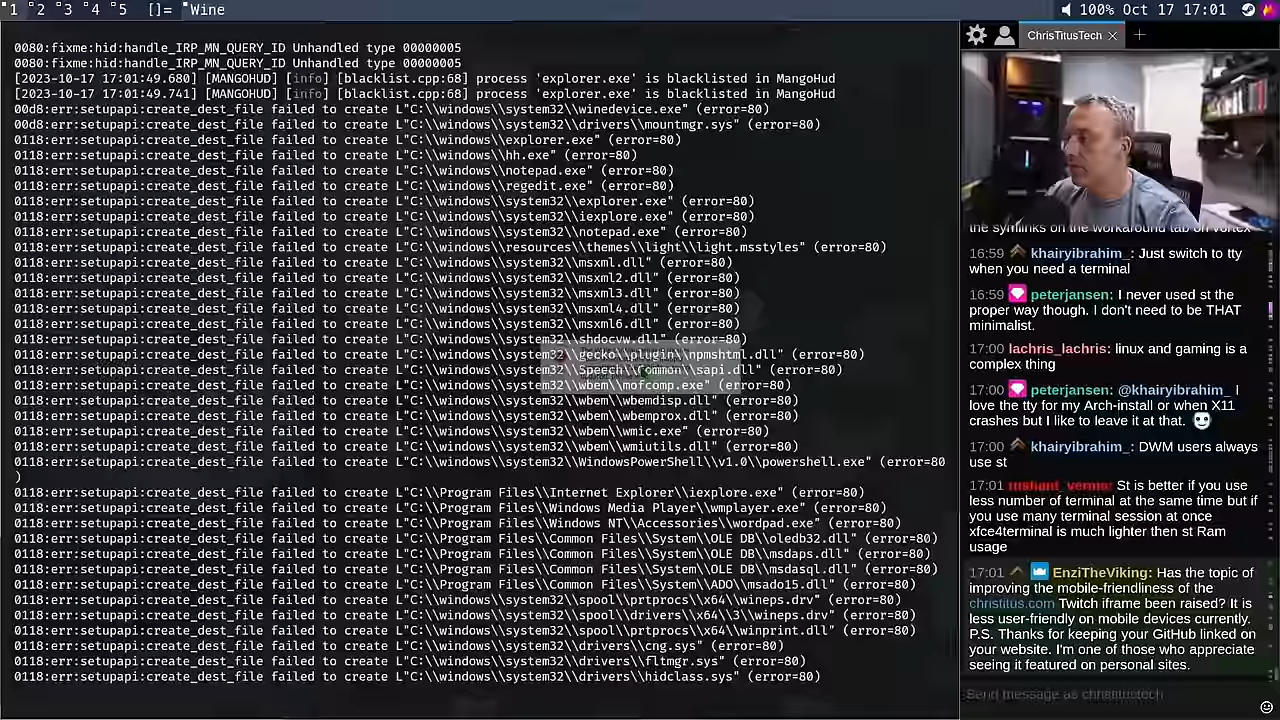 1 2 3 4 5 []= Wine
100% Oct 17 17:01
0080:fixme:hid:handle_IRP_MN_QUERY_ID Unhandled type 00000005
0080:fixme:hid:handle_IRP_MN_QUERY_ID Unhandled type 00000005
[2023-10-17 17:01:49.680] [MANGOHUD] [info] [blacklist.cpp:68] process 'explorer.exe' is blacklisted in MangoHud
[2023-10-17 17:01:49.741] [MANGOHUD] [info] [blacklist.cpp:68] process 'explorer.exe' is blacklisted in MangoHud
00d8:err:setupapi:create_dest_file failed to create L"C:\\windows\\system32\\winedevice.exe" (error=80)
00d8:err:setupapi:create_dest_file failed to create L"C:\\windows\\system32\\drivers\\mountmgr.sys" (error=80)
0118:err:setupapi:create_dest_file failed to create L"C:\\windows\\explorer.exe" (error=80)
0118:err:setupapi:create_dest_file failed to create L"C:\\windows\\hh.exe" (error=80)
0118:err:setupapi:create_dest_file failed to create L"C:\\windows\\notepad.exe" (error=80)
0118:err:setupapi:create_dest_file failed to create L"C:\\windows\\regedit.exe" (error=80)
0118:err:setupapi:create_dest_file failed to create L"C:\\windows\\system32\\explorer.exe" (error=80)
0118:err:setupapi:create_dest_file failed to create L"C:\\windows\\system32\\iexplore.exe" (error=80)
0118:err:setupapi:create_dest_file failed to create L"C:\\windows\\system32\\notepad.exe" (error=80)
0118:err:setupapi:create_dest_file failed to create L"C:\\windows\\resources\\themes\\light\\light.msstyles" (error=80)
0118:err:setupapi:create_dest_file failed to create L"C:\\windows\\system32\\msxml.dll" (error=80)
0118:err:setupapi:create_dest_file failed to create L"C:\\windows\\system32\\msxml2.dll" (error=80)
0118:err:setupapi:create_dest_file failed to create L"C:\\windows\\system32\\msxml3.dll" (error=80)
0118:err:setupapi:create_dest_file failed to create L"C:\\windows\\system32\\msxml4.dll" (error=80)
0118:err:setupapi:create_dest_file failed to create L"C:\\windows\\system32\\msxml6.dll" (error=80)
0118:err:setupapi:create_dest_file failed to create L"C:\\windows\\system32\\shdocvw.dll" (error=80)
0118:err:setupapi:create_dest_file failed to create L"C:\\windows\\system32\\gecko\\plugin\\npmshtml.dll" (error=80)
0118:err:setupapi:create_dest_file failed to create L"C:\\windows\\system32\\Speech\\Common\\sapi.dll" (error=80)
0118:err:setupapi:create_dest_file failed to create L"C:\\windows\\system32\\wbem\\mofcomp.exe" (error=80)
0118:err:setupapi:create_dest_file failed to create L"C:\\windows\\system32\\wbem\\wbemdisp.dll" (error=80)
0118:err:setupapi:create_dest_file failed to create L"C:\\windows\\system32\\wbem\\wbemprox.dll" (error=80)
0118:err:setupapi:create_dest_file failed to create L"C:\\windows\\system32\\wbem\\wmic.exe" (error=80)
0118:err:setupapi:create_dest_file failed to create L"C:\\windows\\system32\\wbem\\wmiutils.dll" (error=80)
0118:err:setupapi:create_dest_file failed to create L"C:\\windows\\system32\\WindowsPowerShell\\v1.0\\powershell.exe" (error=80
)
0118:err:setupapi:create_dest_file failed to create L"C:\\Program Files\\Internet Explorer\\iexplore.exe" (error=80)
0118:err:setupapi:create_dest_file failed to create L"C:\\Program Files\\Windows Media Player\\wmplayer.exe" (error=80)
0118:err:setupapi:create_dest_file failed to create L"C:\\Program Files\\Windows NT\\Accessories\\wordpad.exe" (error=80)
0118:err:setupapi:create_dest_file failed to create L"C:\\Program Files\\Common Files\\System\\OLE DB\\oledb32.dll" (error=80)
0118:err:setupapi:create_dest_file failed to create L"C:\\Program Files\\Common Files\\System\\OLE DB\\msdaps.dll" (error=80)
0118:err:setupapi:create_dest_file failed to create L"C:\\Program Files\\Common Files\\System\\OLE DB\\msdasql.dll" (error=80)
0118:err:setupapi:create_dest_file failed to create L"C:\\Program Files\\Common Files\\System\\ADO\\msado15.dll" (error=80)
0118:err:setupapi:create_dest_file failed to create L"C:\\windows\\system32\\spool\\prtprocs\\x64\\wineps.drv" (error=80)
0118:err:setupapi:create_dest_file failed to create L"C:\\windows\\system32\\spool\\drivers\\x64\\3\\wineps.drv" (error=80)
0118:err:setupapi:create_dest_file failed to create L"C:\\windows\\system32\\spool\\prtprocs\\x64\\winprint.dll" (error=80)
0118:err:setupapi:create_dest_file failed to create L"C:\\windows\\system32\\drivers\\cng.sys" (error=80)
0118:err:setupapi:create_dest_file failed to create L"C:\\windows\\system32\\drivers\\fltmgr.sys" (error=80)
0118:err:setupapi:create_dest_file failed to create L"C:\\windows\\system32\\drivers\\hidclass.sys" (error=80)
ChrisTitusTech
the symlinks on the workaround tab on vortex
16:59 khairyibrahim_: Just switch to tty
when you need a terminal
16:59 peterjansen: I never used st the
proper way though. I don't need to be THAT
minimalist.
17:00 lachris_lachris: linux and gaming is a
complex thing
17:00 peterjansen: @khairyibrahim_ I
love the tty for my Arch-install or when X11
crashes but I like to leave it at that.
17:00 khairyibrahim_: DWM users always
use st
17:01 St is better if you use
less number of terminal at the same time but if
you use many terminal session at once
xfce4terminal is much lighter then st Ram
usage
17:01 EnziTheViking: Has the topic of
improving the mobile-friendliness of the
christitus.com Twitch iframe been raised? It is
less user-friendly on mobile devices currently.
P.S. Thanks for keeping your GitHub linked on
your website. I'm one of those who appreciate
seeing it featured on personal sites.
Send message as christitustech